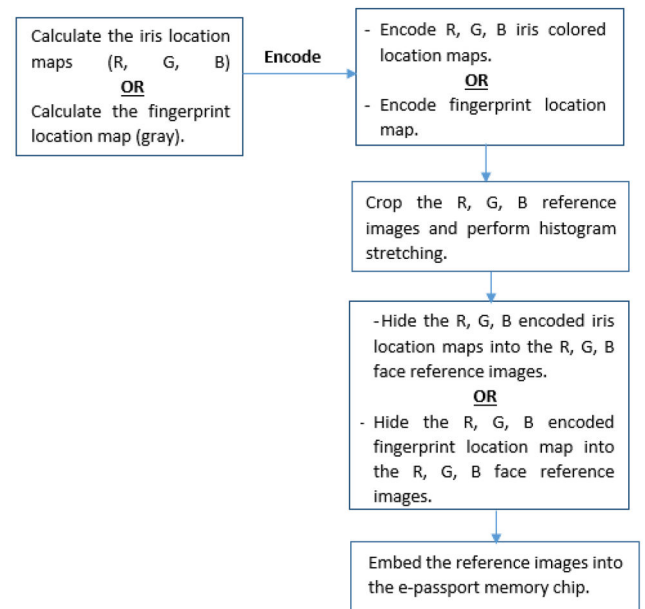 Calculate the iris location
maps (R, G, B)
OR
Calculate the fingerprint
location map (gray).
Encode
- Encode R, G, B iris colored
location maps.
OR
- Encode fingerprint location
map.
Crop the R, G, B reference
images and perform histogram
stretching.
-Hide the R, G, B encoded iris
location maps into the R, G, B
face reference images.
OR
- Hide the R, G, B encoded
fingerprint location map into
the R, G, B face reference
images.
Embed the reference images into
the e-passport memory chip.